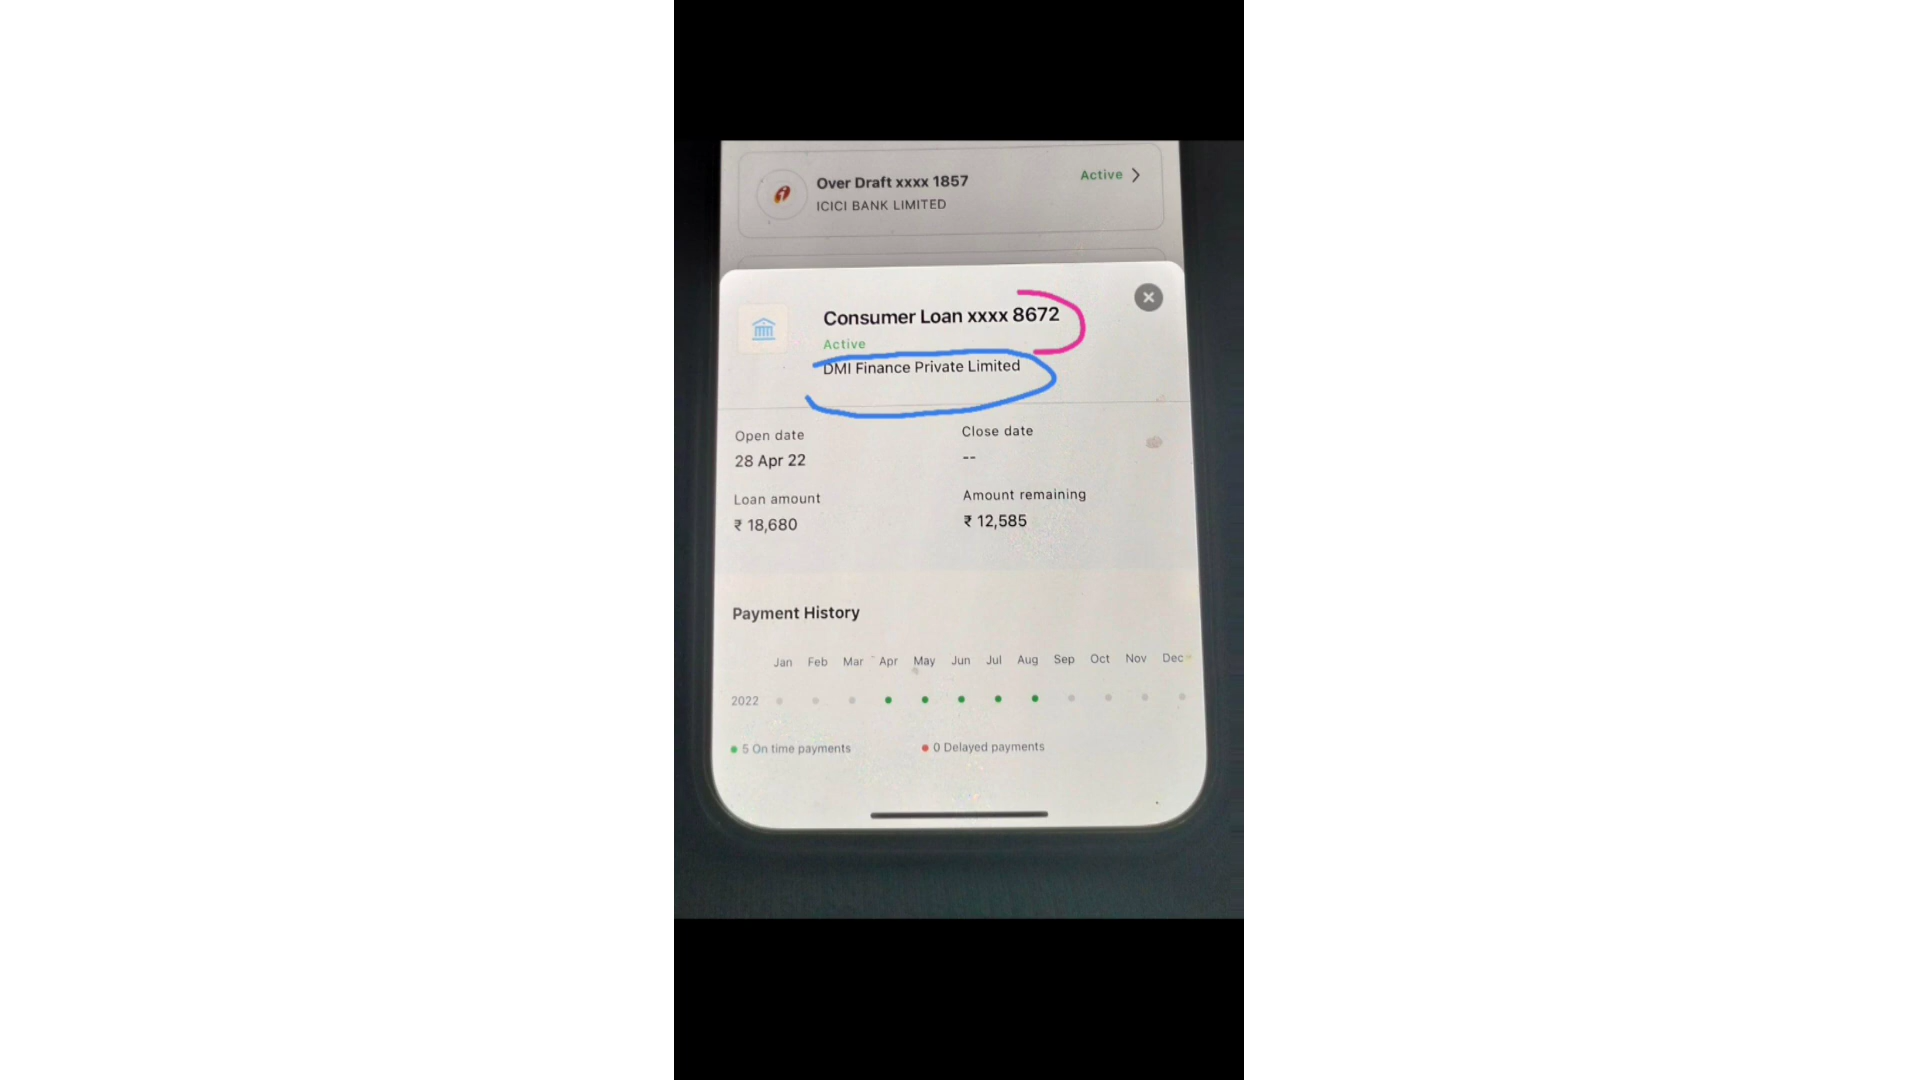 Over Draft xxxx 1857
Active
ICICI BANK LIMITED
Consumer Loan xxxx 8672
Active
DMI Finance Private Limited
Open date
Close date
28 Apr 22
--
Loan amount
Amount remaining
₹ 18,680
₹ 12,585
Payment History
Jan Feb Mar Apr May Jun Jul Aug Sep Oct Nov Dec
2022
5 On time payments
0 Delayed payments